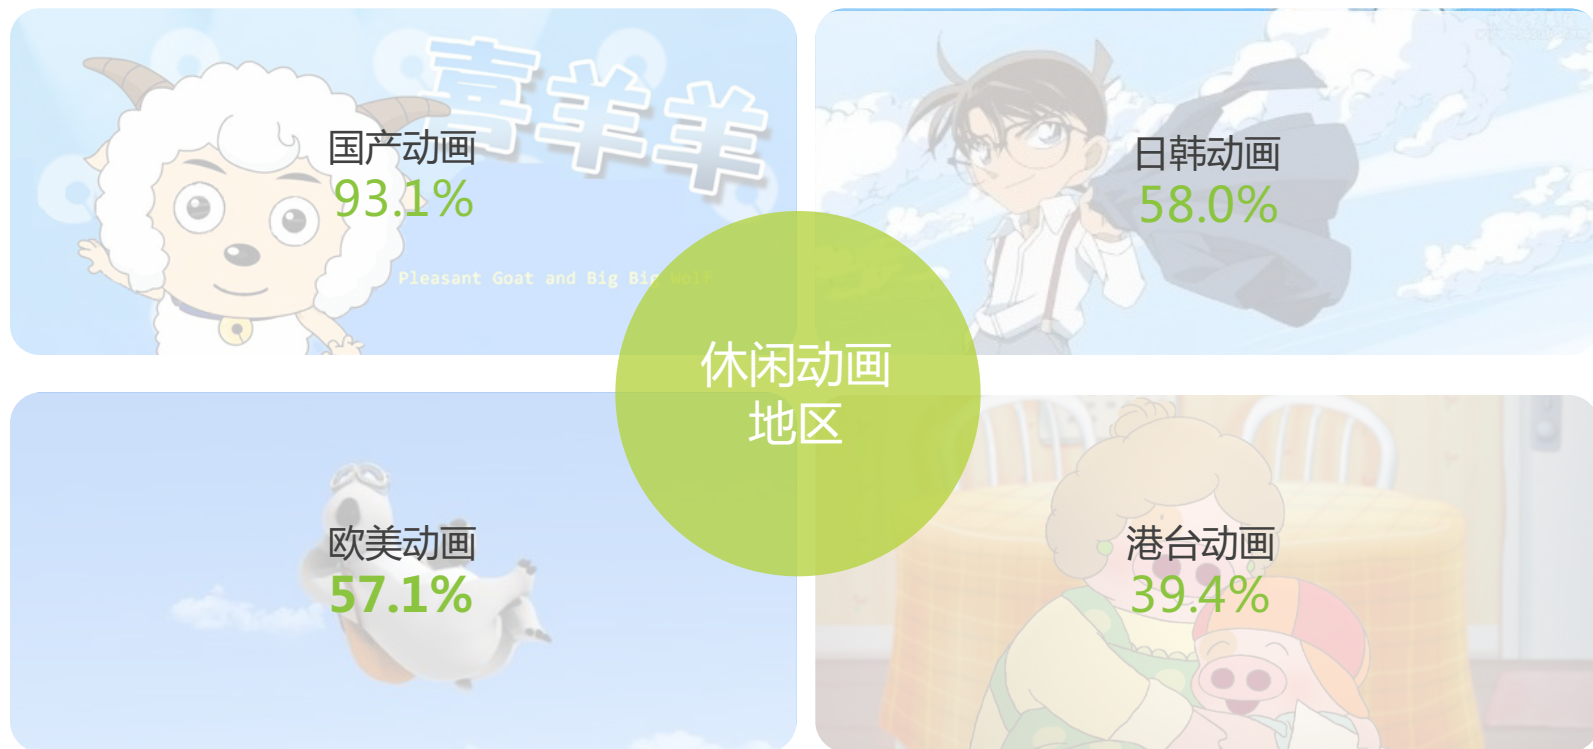 喜羊羊
国产动画
93.1%
Pleasant Goat and Big Big Wolf
日韩动画
58.0%
休闲动画
地区
欧美动画
57.1%
港台动画
39.4%